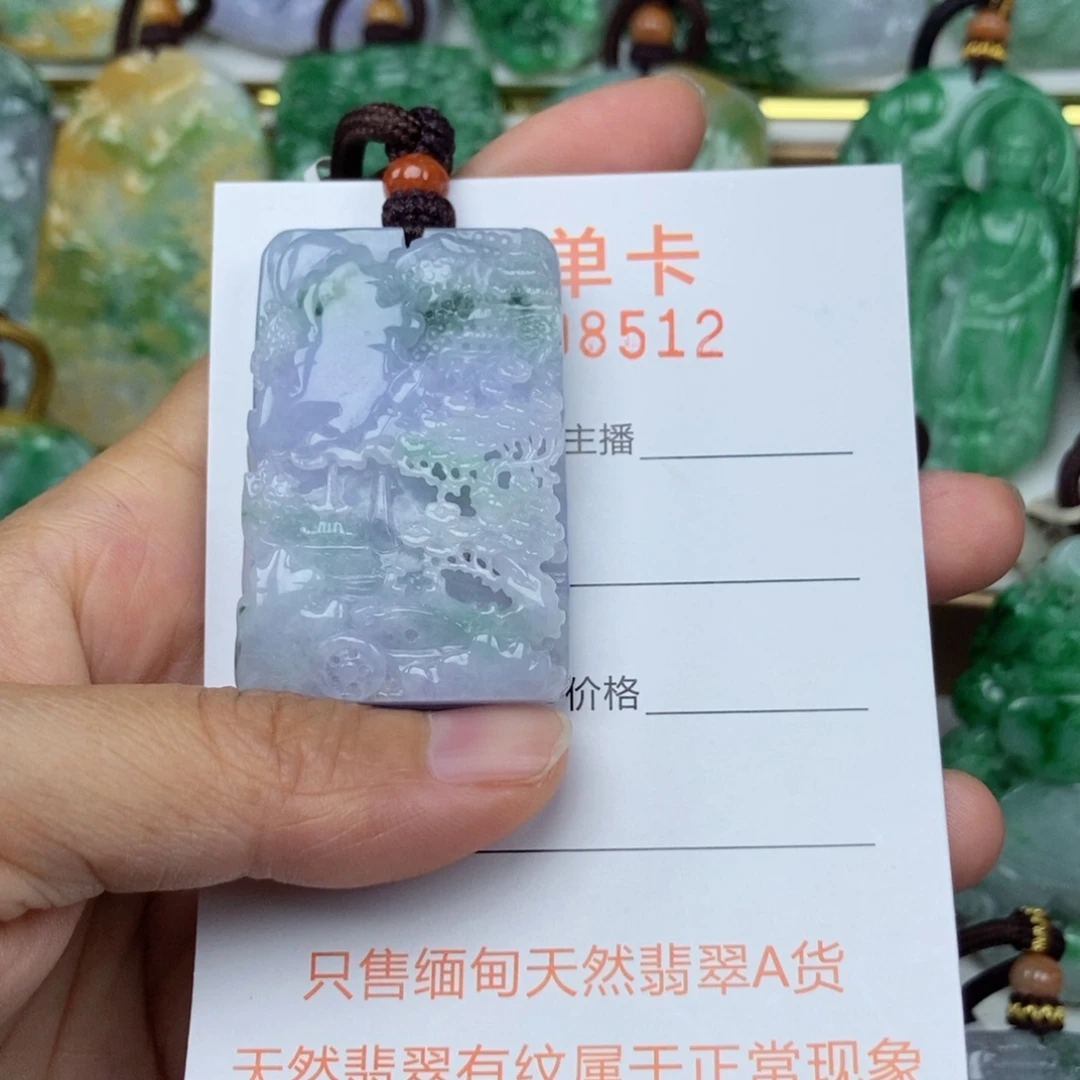 单卡
8512
主播
价格
只售缅甸天然翡翠A货
天然翡翠有纹属于正常现象